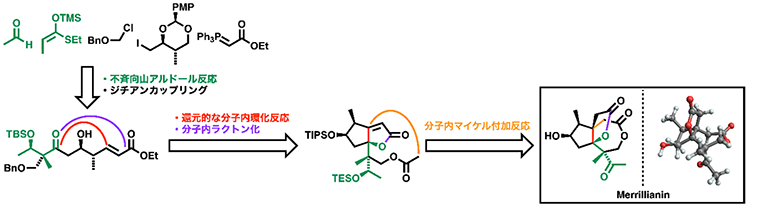 OTMS
SEt
BnO
Cl
PMP
O
O
I
Ph3P
O
OEt
O
・不斉向山アルドール反応
・ジチアンカップリング
TBSO
O
OH
O
OEt
BnO
・還元的な分子内環化反応
・分子内ラクトン化
TIPSO
O
O
O
O
TESO
分子内マイケル付加反応
HO
O
O
O
O
O
O
Merrillianin